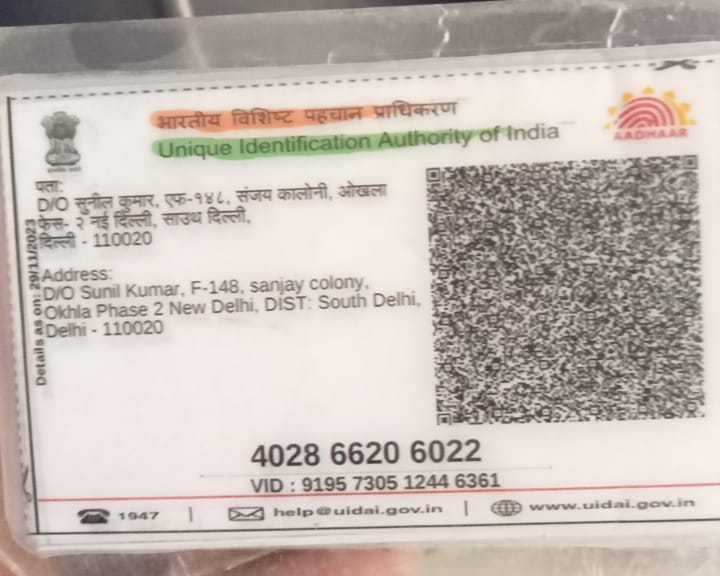 भारतीय विशिष्ट पहचान प्राधिकरण
Unique Identification Authority of India
AADHAAR
पता:
D/O सुनील कुमार, एफ-१४८, संजय कालोनी, ओखला
फेस- २ नई दिल्ली, साउथ दिल्ली,
दिल्ली - 110020
Address:
D/O Sunil Kumar, F-148, sanjay colony,
Okhla Phase 2 New Delhi, DIST: South Delhi,
Delhi - 110020
Details as on: 29/11/2023
4028 6620 6022
VID : 9195 7305 1244 6361
1947 | help@uidai.gov.in | www.uidai.gov.in